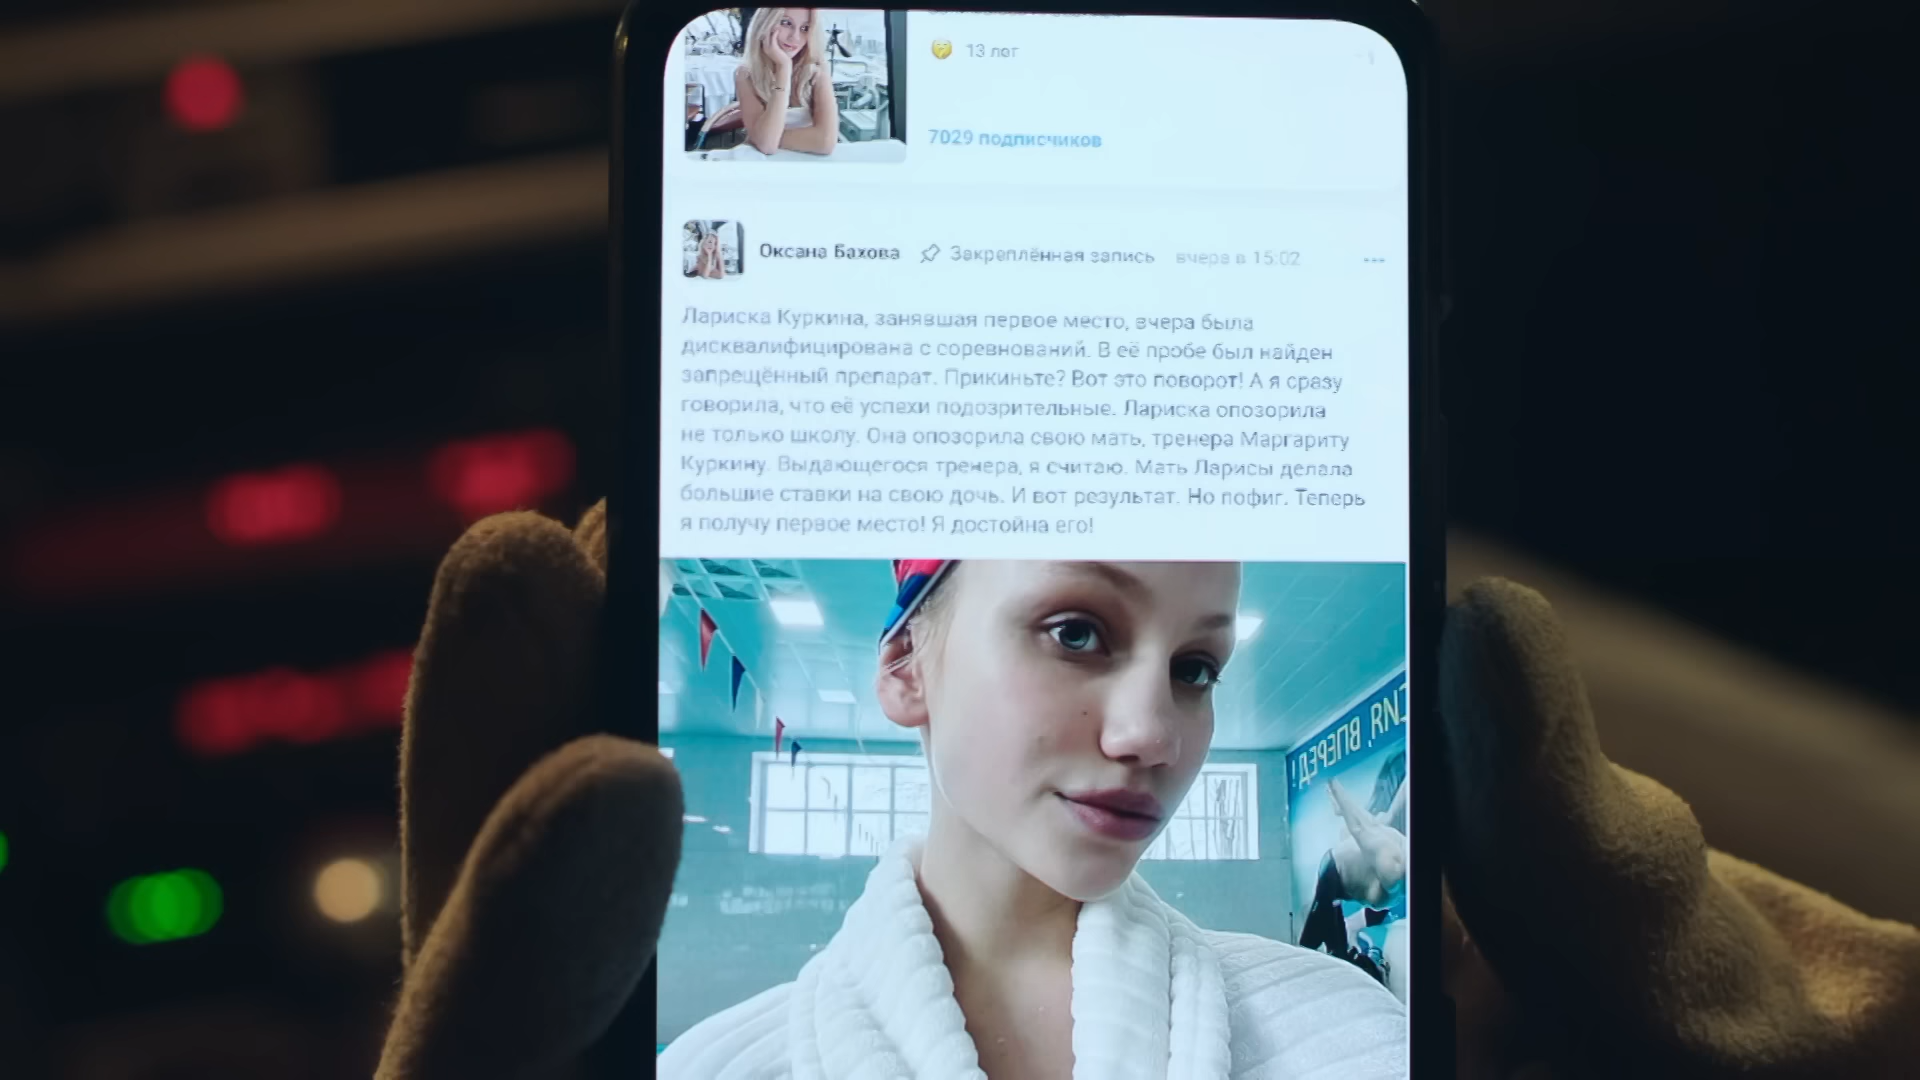 13 лет
7029 подписчиков
Оксана Бахова Закреплённая запись вчера в 15:02
Лариска Куркина, занявшая первое место, вчера была
дисквалифицирована с соревнований. В её пробе был найден
запрещённый препарат. Прикиньте? Вот это поворот! А я сразу
говорила, что её успехи подозрительные. Лариска опозорила
не только школу. Она опозорила свою мать, тренера Маргариту
Куркину. Выдающегося тренера, я считаю. Мать Ларисы делала
большие ставки на свою дочь. И вот результат. Но пофиг. Теперь
я получу первое место! Я достойна его!
ВПЕРЕД!